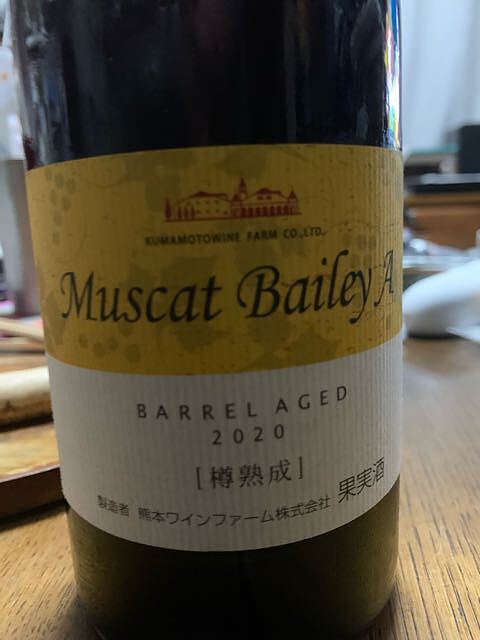 KUMAMOTOWINE FARM CO.,LTD.
Muscat Bailey A
BARREL AGED
2020
[樽熟成]
製造者 熊本ワインファーム株式会社 果実酒